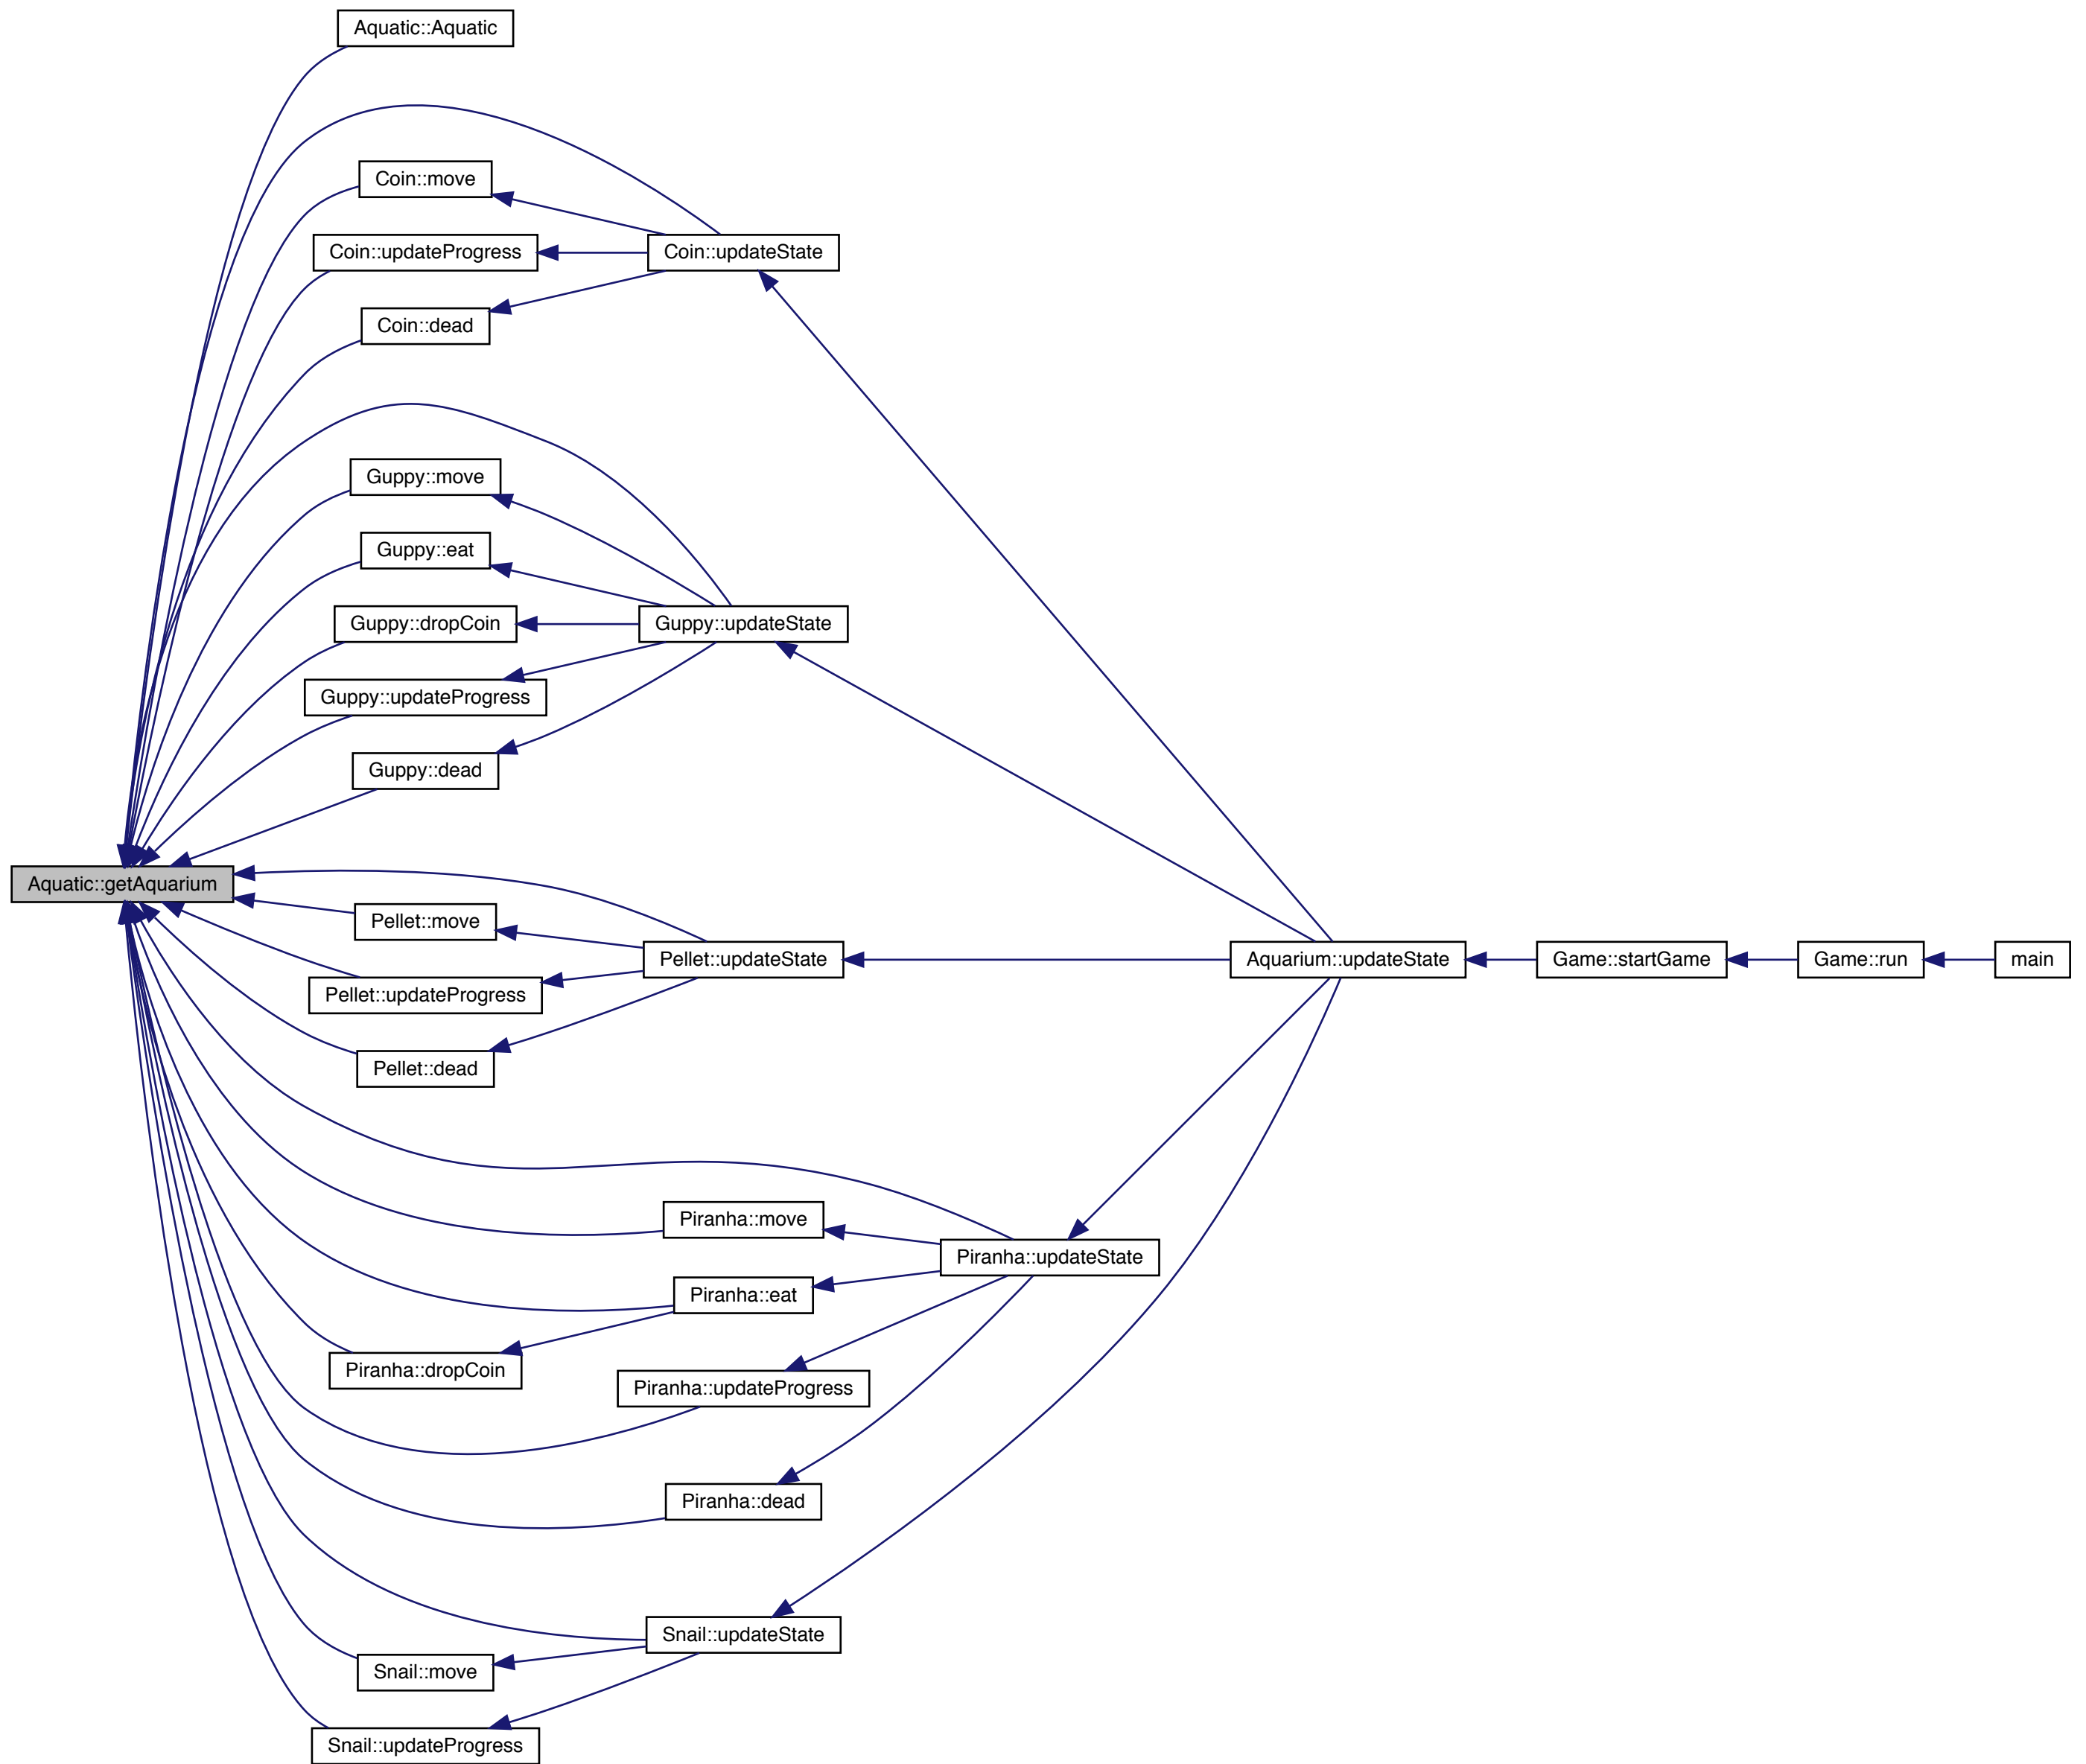 Aquatic::Aquatic
Coin::move
Coin::updateProgress
Coin::updateState
Coin::dead
Guppy::move
Guppy::eat
Guppy::dropCoin
Guppy::updateState
Guppy::updateProgress
Guppy::dead
Aquatic::getAquarium
Pellet::move
Pellet::updateState
Aquarium::updateState
Game::startGame
Game::run
main
Pellet::updateProgress
Pellet::dead
Piranha::move
Piranha::updateState
Piranha::eat
Piranha::dropCoin
Piranha::updateProgress
Piranha::dead
Snail::updateState
Snail::move
Snail::updateProgress